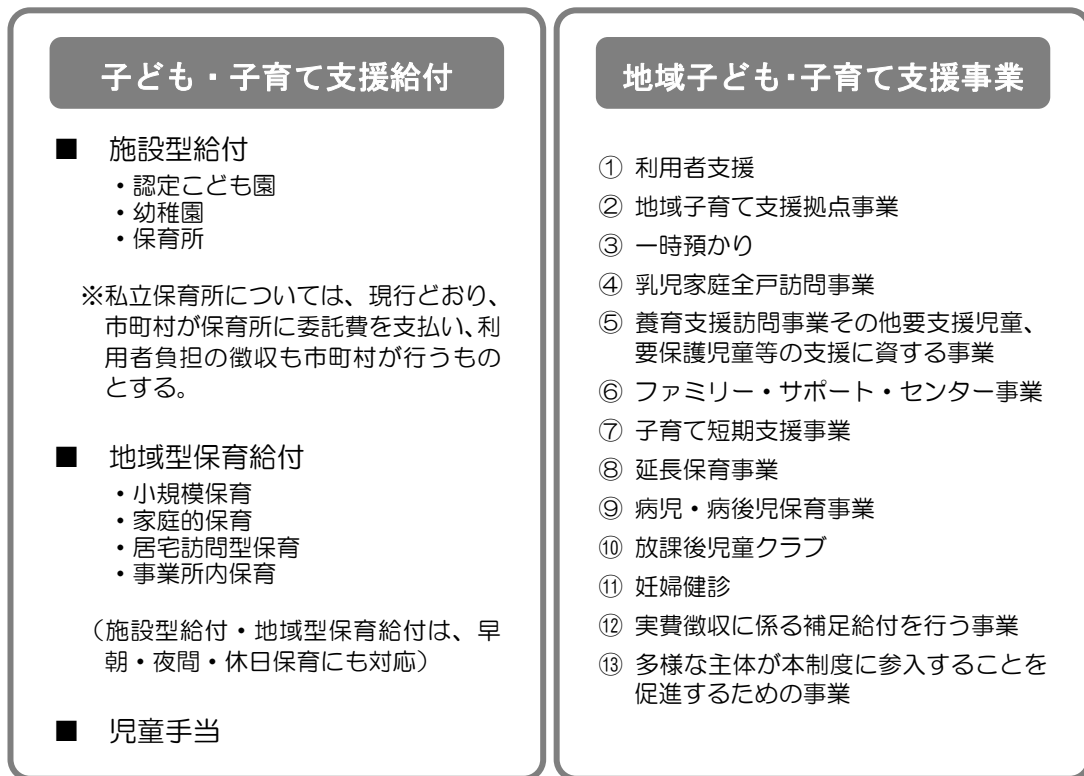 子ども・子育て支援給付
■ 施設型給付
・認定こども園
・幼稚園
・保育所
※私立保育所については、現行どおり、
市町村が保育所に委託費を支払い、利
用者負担の徴収も市町村が行うもの
とする。
■ 地域型保育給付
・小規模保育
・家庭的保育
・居宅訪問型保育
・事業所内保育
（施設型給付・地域型保育給付は、早
朝・夜間・休日保育にも対応）
■ 児童手当
地域子ども・子育て支援事業
① 利用者支援
② 地域子育て支援拠点事業
③ 一時預かり
④ 乳児家庭全戸訪問事業
⑤ 養育支援訪問事業その他要支援児童、
要保護児童等の支援に資する事業
⑥ ファミリー・サポート・センター事業
⑦ 子育て短期支援事業
⑧ 延長保育事業
⑨ 病児・病後児保育事業
⑩ 放課後児童クラブ
⑪ 妊婦健診
⑫ 実費徴収に係る補足給付を行う事業
⑬ 多様な主体が本制度に参入することを
促進するための事業